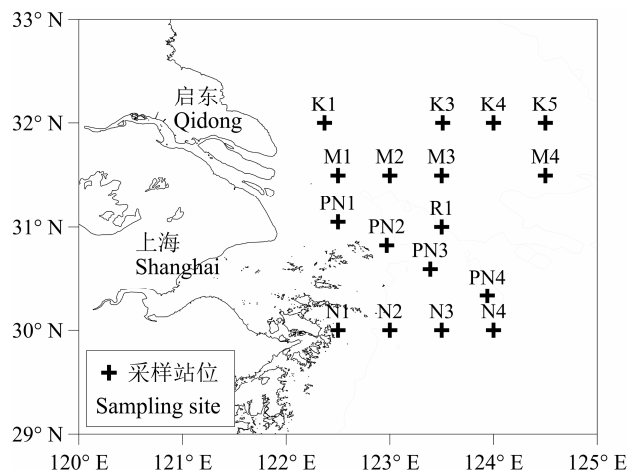 33° N
32° N
31° N
30° N
29° N
启东
Qidong
K1 K3 K4 K5
M1 M2 M3 M4
PN1
R1
PN2
上海
Shanghai
PN3
PN4
N1 N2 N3 N4
采样站位
Sampling site
120° E 121° E 122° E 123° E 124° E 125° E